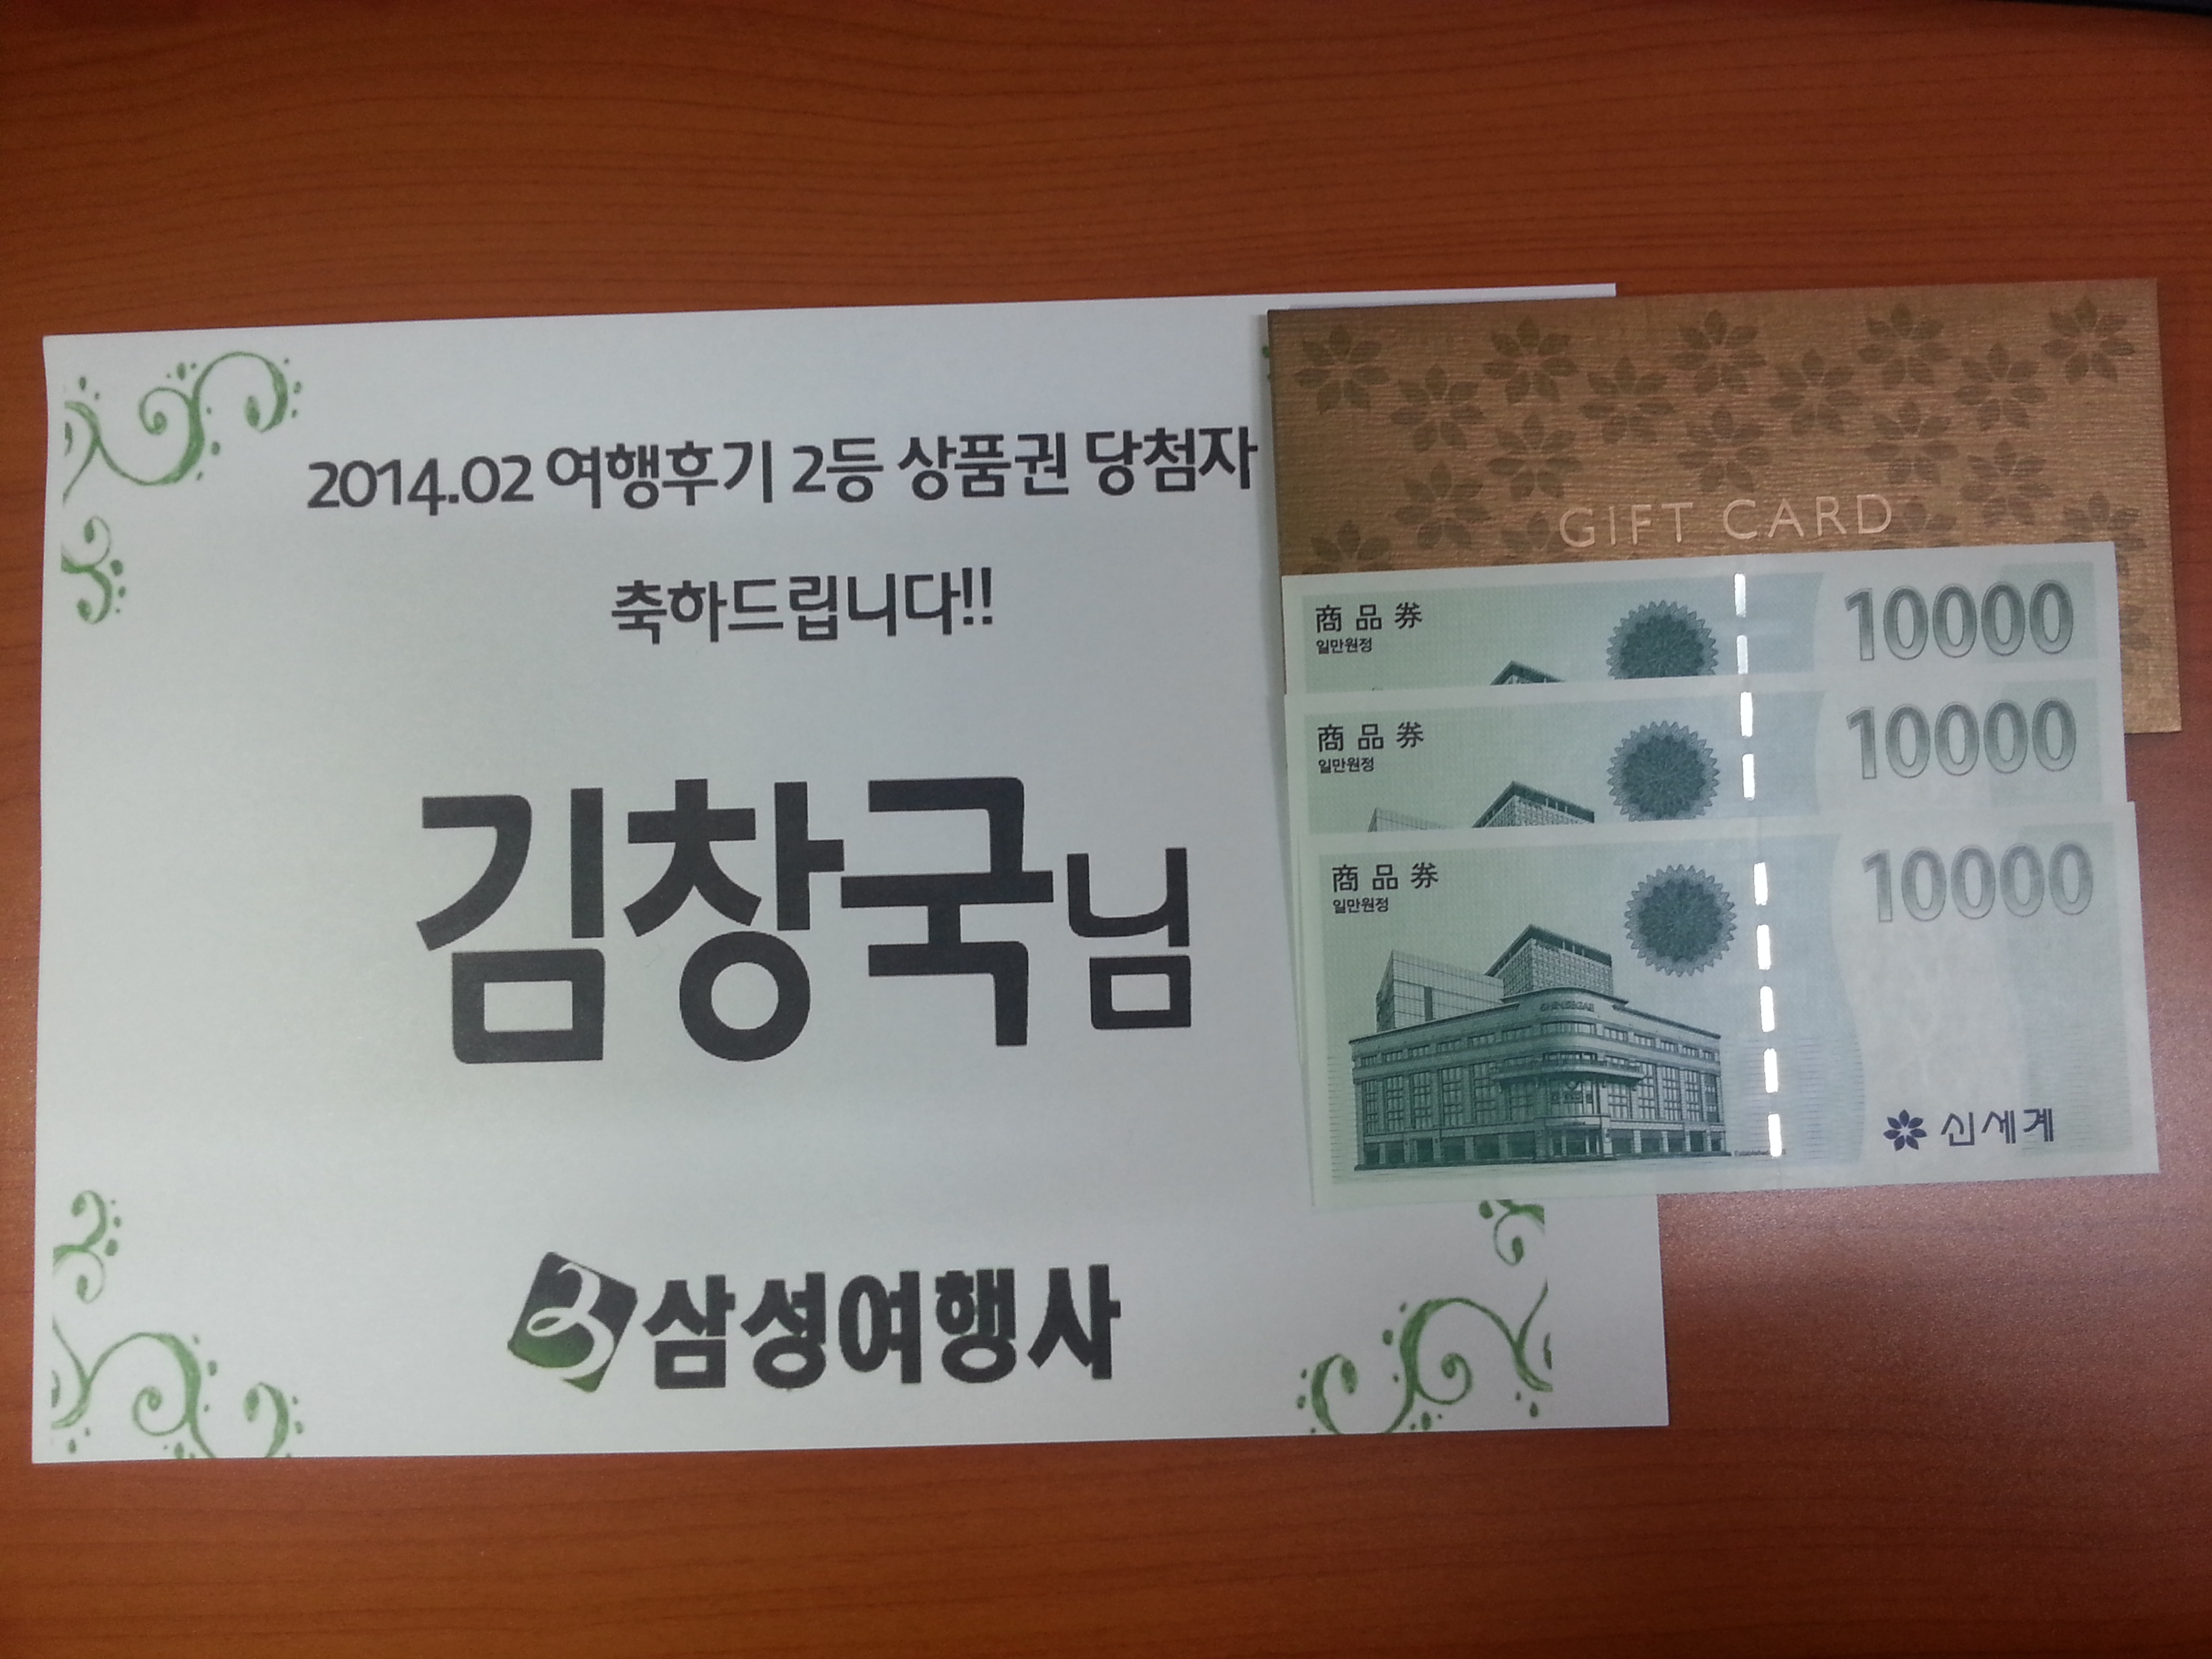 2014.02 여행후기 2등 상품권 당첨자
축하드립니다!!
김창국님
삼성여행사
GIFT CARD
商品券
일만원정
10000
商品券
일만원정
10000
商品券
일만원정
10000
SHINSEGAE
신세계